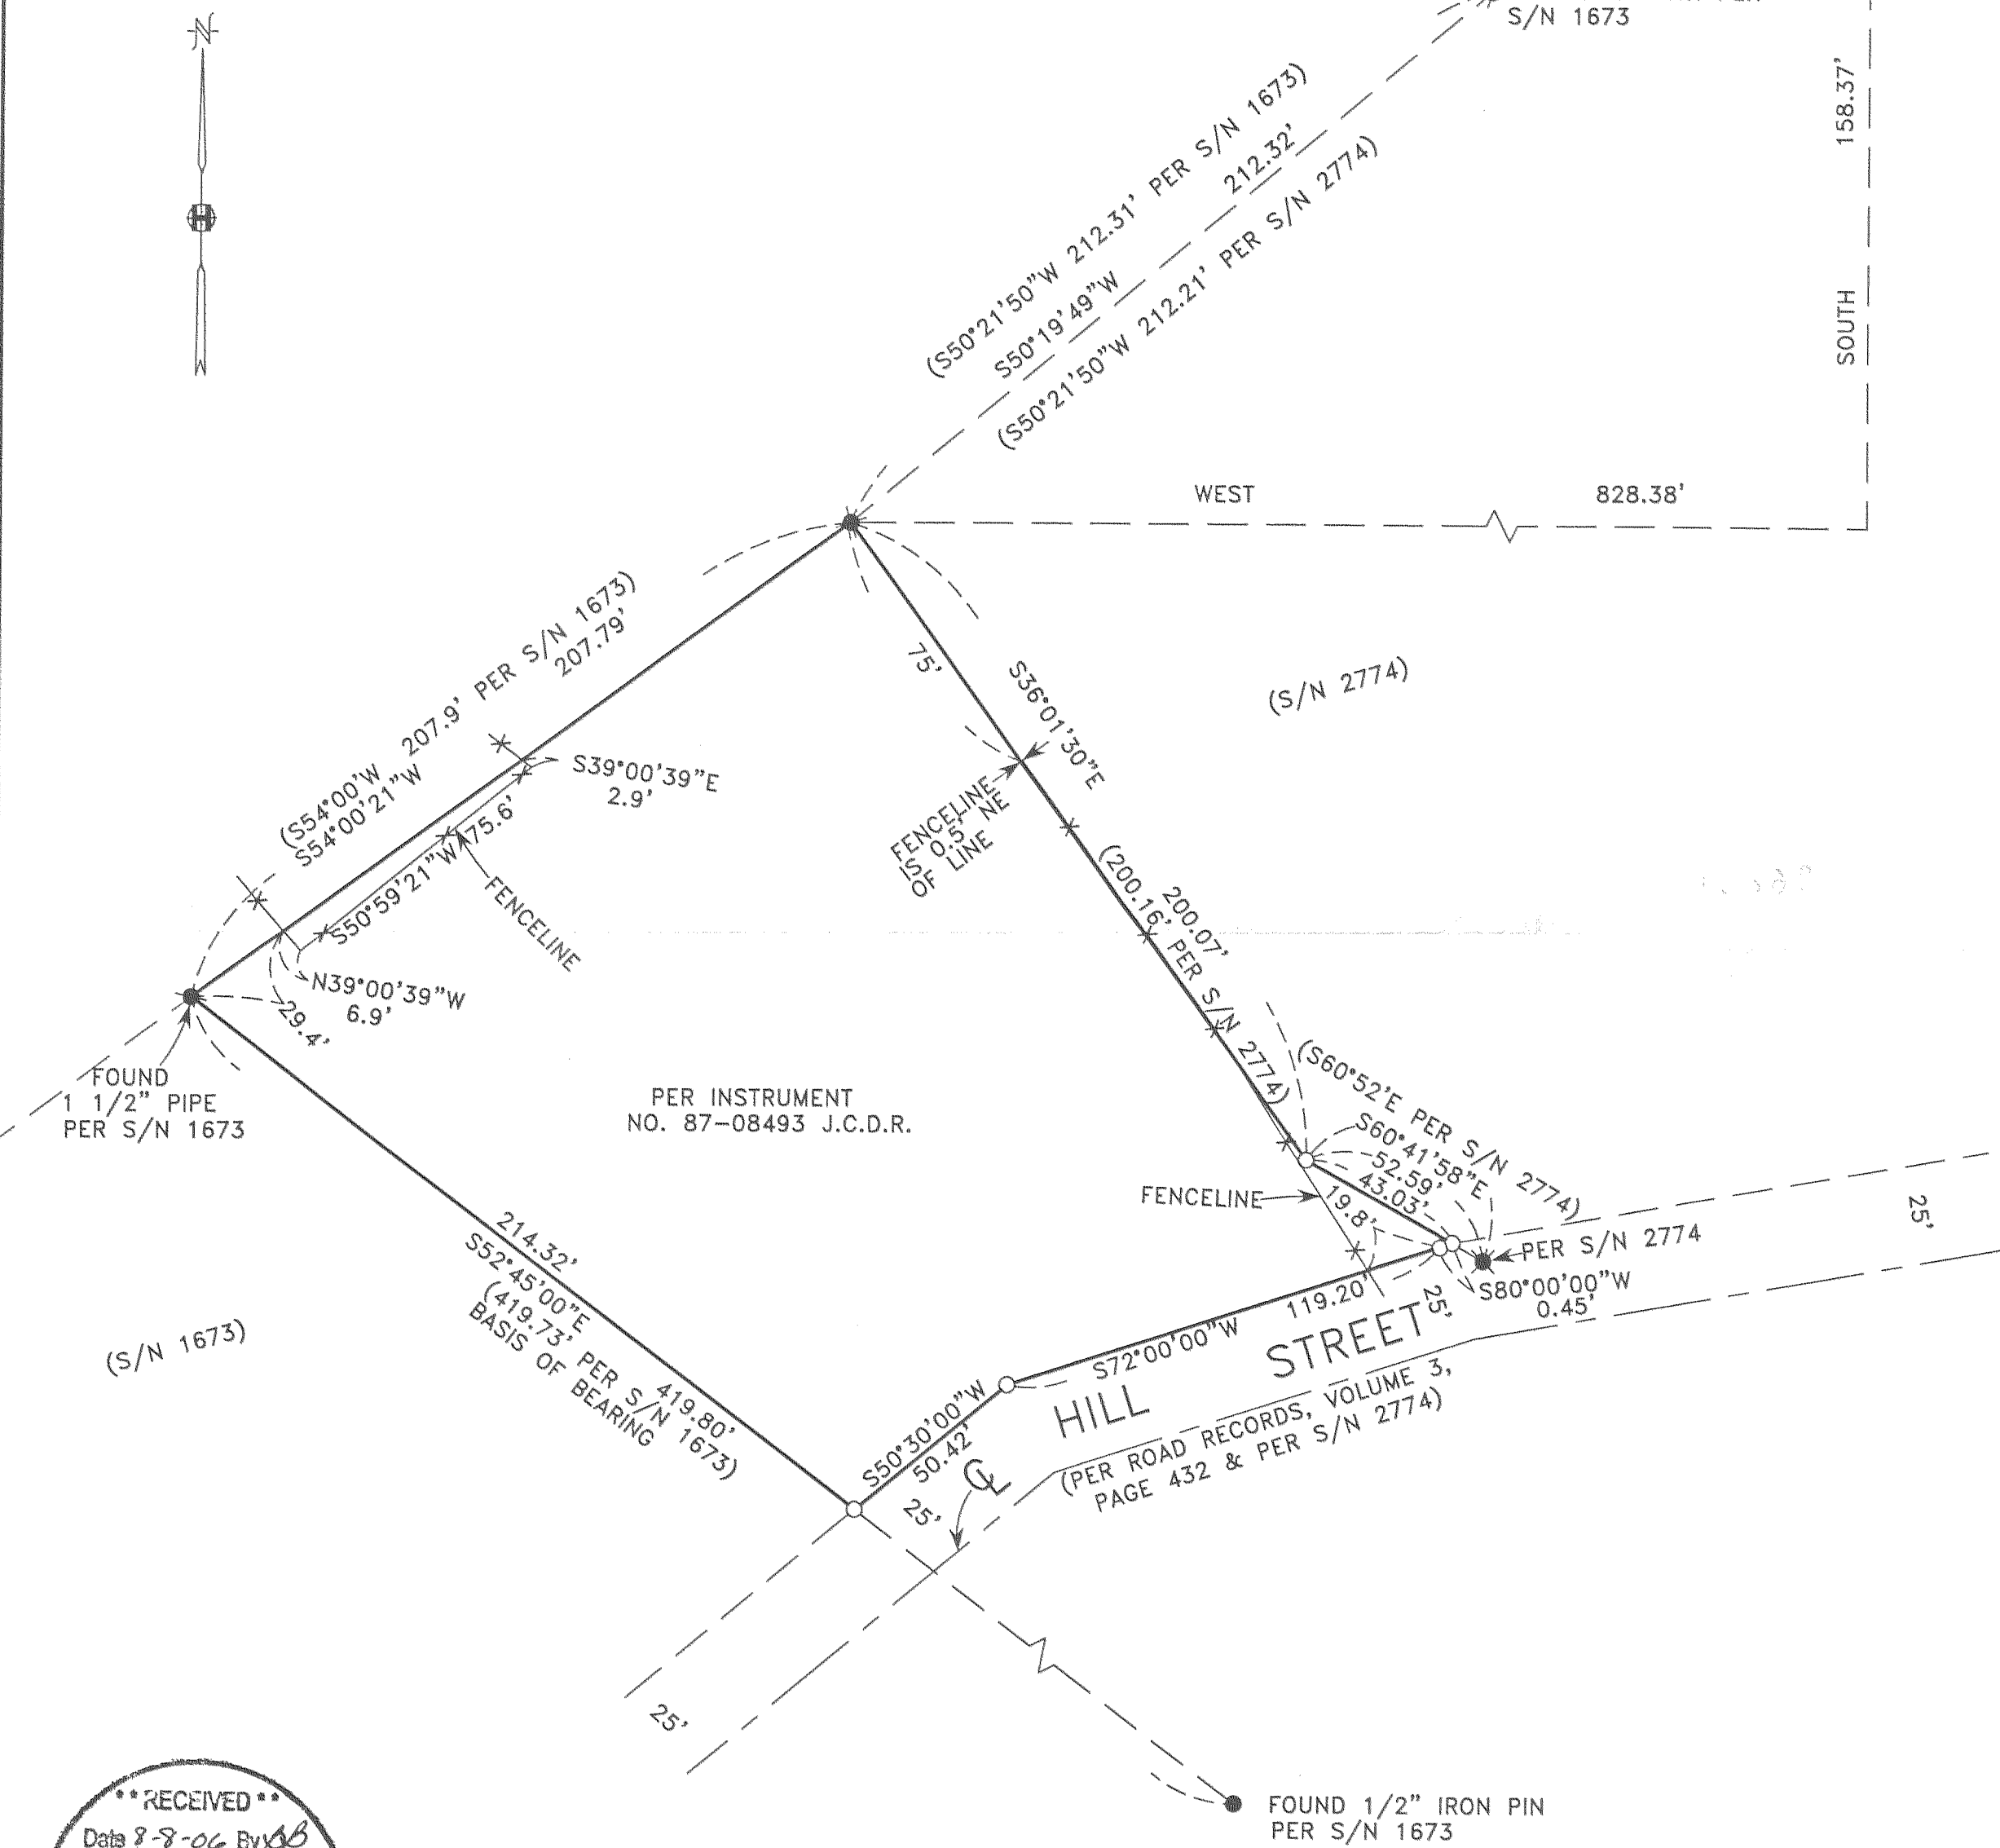 N
H
S/N 1673
158.37'
SOUTH
(S50°21'50"W 212.31' PER S/N 1673)
S50°19'49"W 212.32'
(S50°21'50"W 212.21' PER S/N 2774)
WEST 828.38'
(S54°00'W 207.9' PER S/N 1673)
S54°00'21"W 207.79'
75'
S36°01'30"E
(S/N 2774)
S39°00'39"E
2.9'
S50°59'21"W 175.6'
FENCELINE
FENCELINE
IS 0.5' NE
OF LINE
200.07'
(200.16' PER S/N 2774)
N39°00'39"W
6.9'
29.4'
FOUND
1 1/2" PIPE
PER S/N 1673
PER INSTRUMENT
NO. 87-08493 J.C.D.R.
(S60°52'E PER S/N 2774)
S60°41'58"E
52.59'
43.03'
19.8'
FENCELINE
25'
PER S/N 2774
S80°00'00"W
0.45'
25'
119.20'
S72°00'00"W
HILL STREET
(PER ROAD RECORDS, VOLUME 3,
PAGE 432 & PER S/N 2774)
214.32'
S52°45'00"E
419.80'
(419.73' PER S/N 1673)
BASIS OF BEARING
(S/N 1673)
S50°30'00"W
50.42'
25'
CL
25'
FOUND 1/2" IRON PIN
PER S/N 1673
**RECEIVED**
Date 8-8-06 By